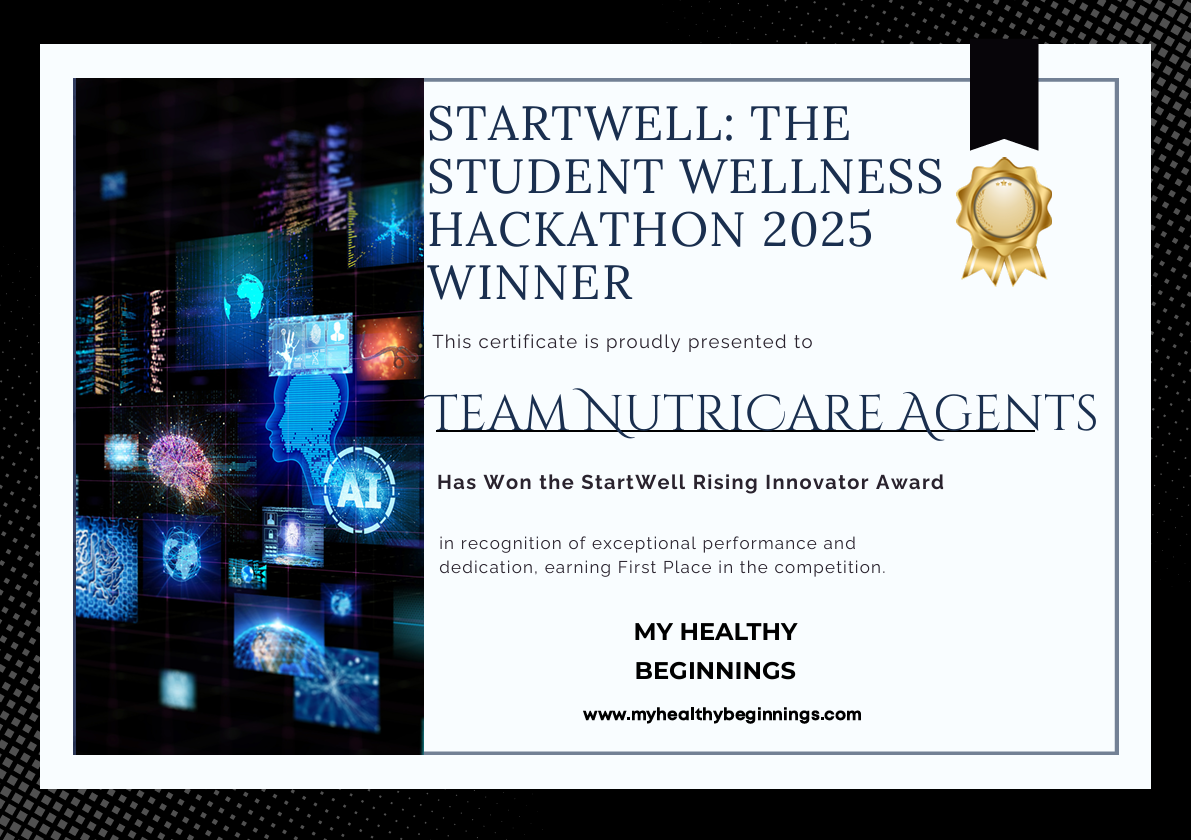 STARTWELL: THE
STUDENT WELLNESS
HACKATHON 2025
WINNER
This certificate is proudly presented to
TEAM NUTRICARE AGENTS
Has Won the StartWell Rising Innovator Award
in recognition of exceptional performance and
dedication, earning First Place in the competition.
MY HEALTHY
BEGINNINGS
www.myhealthybeginnings.com
AI